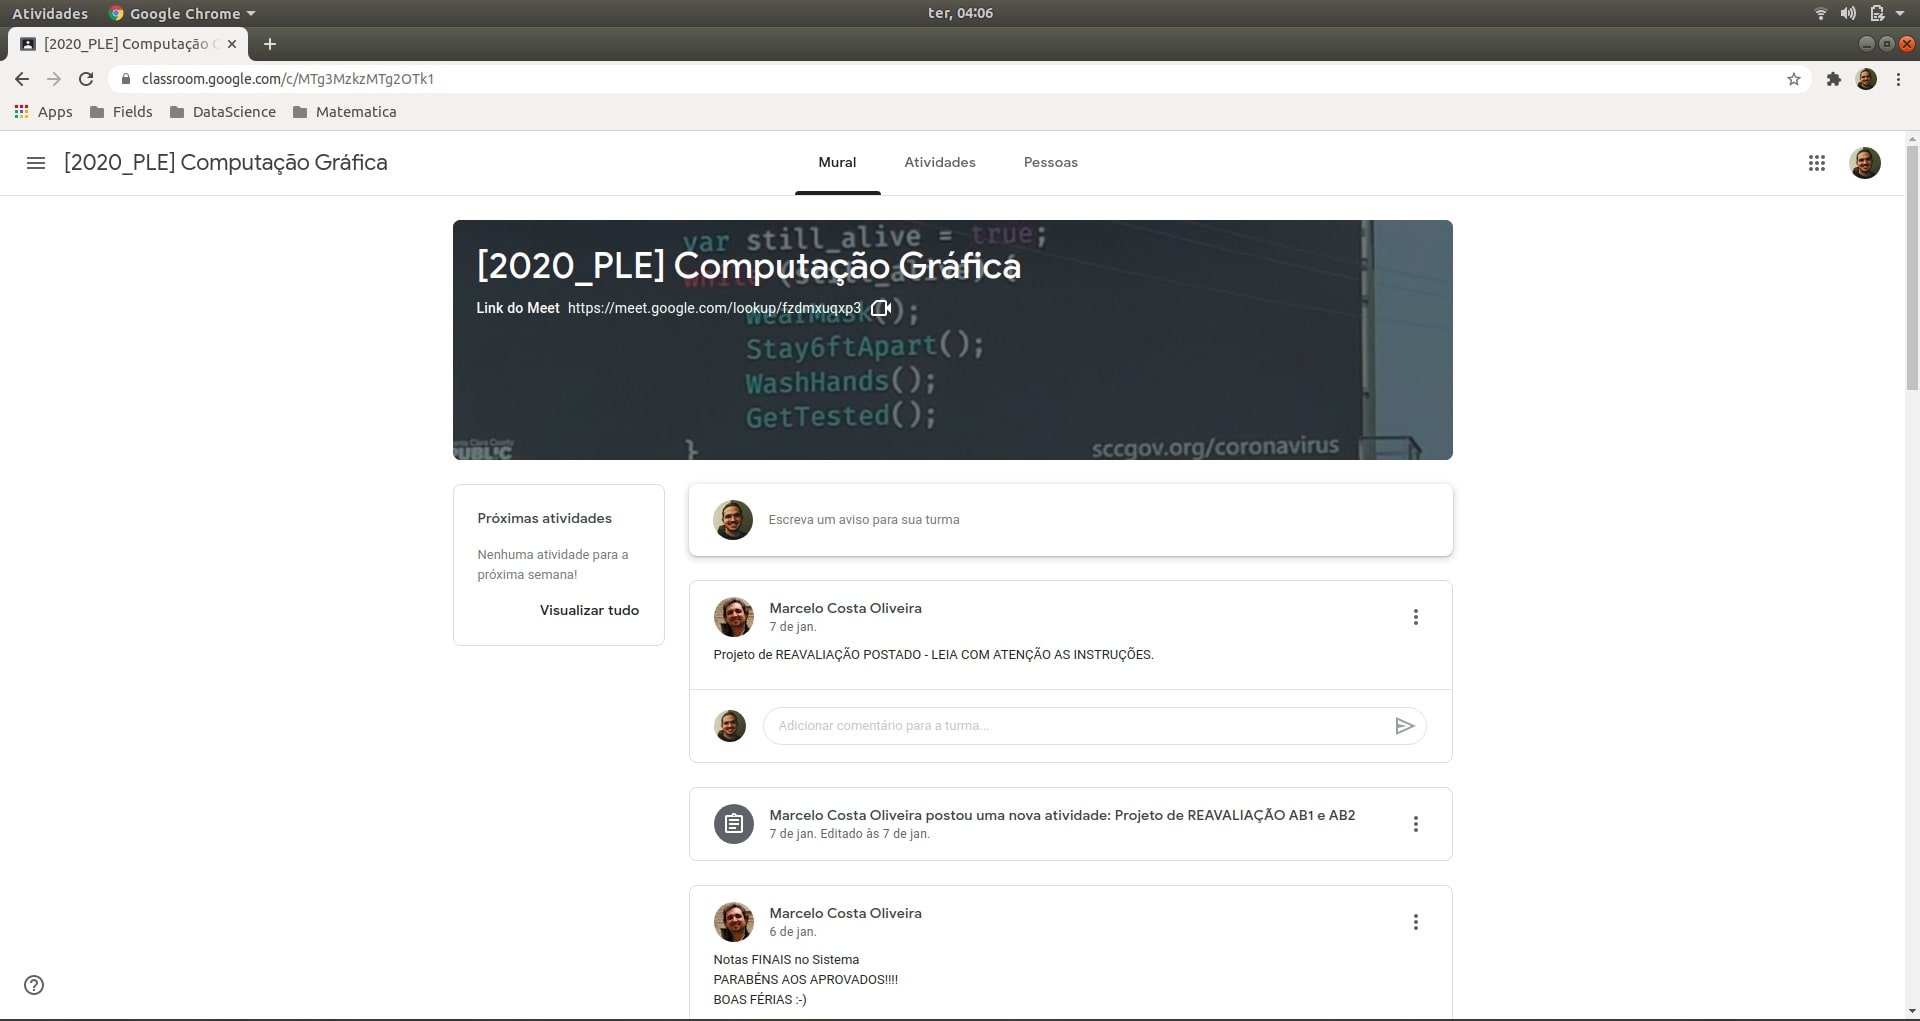 Atividades Google Chrome ter, 04:06
[2020_PLE] Computação
classroom.google.com/c/MTg3MzkzMTg2OTk1
Apps Fields DataScience Matematica
[2020_PLE] Computação Gráfica Mural Atividades Pessoas
var still_alive = true;
[2020_PLE] Computação Gráfica
while (still_alive) {
Link do Meet https://meet.google.com/lookup/fzdmxuqxp3
WearMask();
Stay6ftApart();
WashHands();
GetTested();
}
sccgov.org/coronavirus
Próximas atividades
Nenhuma atividade para a
próxima semana!
Visualizar tudo
Escreva um aviso para sua turma
Marcelo Costa Oliveira
7 de jan.
Projeto de REAVALIAÇÃO POSTADO - LEIA COM ATENÇÃO AS INSTRUÇÕES.
Adicionar comentário para a turma...
Marcelo Costa Oliveira postou uma nova atividade: Projeto de REAVALIAÇÃO AB1 e AB2
7 de jan. Editado às 7 de jan.
Marcelo Costa Oliveira
6 de jan.
Notas FINAIS no Sistema
PARABÉNS AOS APROVADOS!!!!
BOAS FÉRIAS :-)